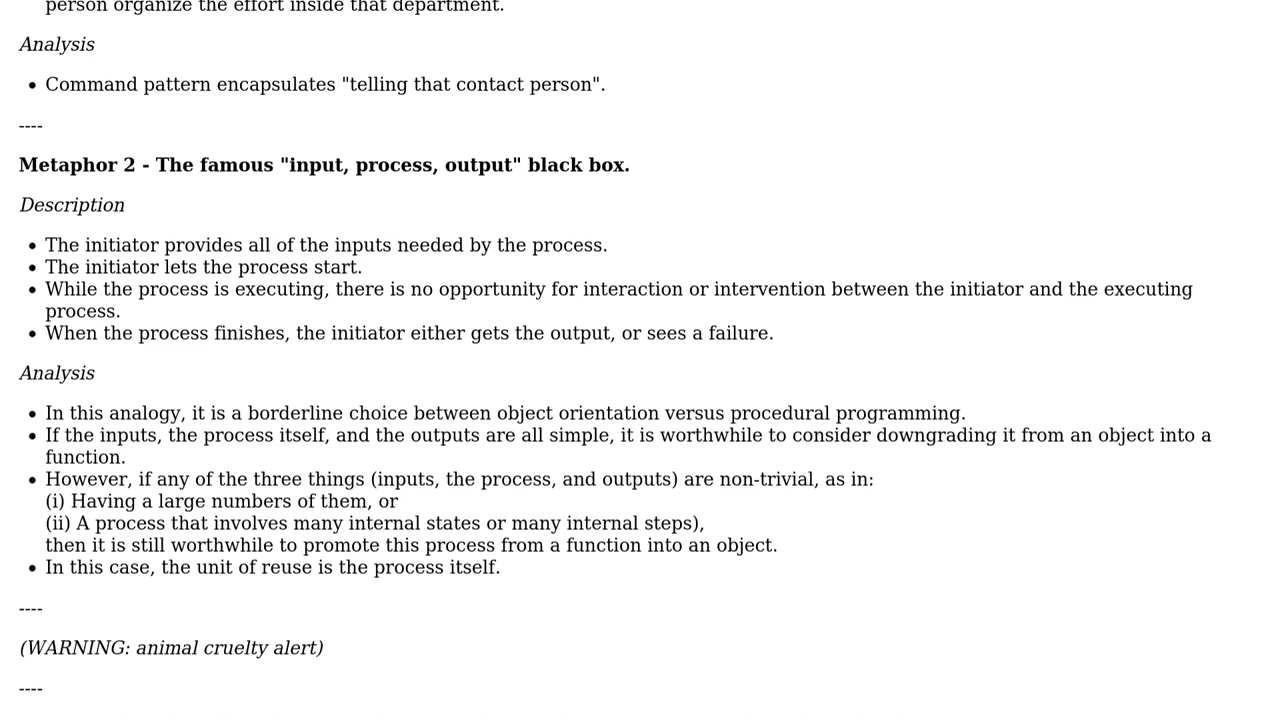 person organize the effort inside that department.
Analysis
• Command pattern encapsulates "telling that contact person".
----
Metaphor 2 - The famous "input, process, output" black box.
Description
• The initiator provides all of the inputs needed by the process.
• The initiator lets the process start.
• While the process is executing, there is no opportunity for interaction or intervention between the initiator and the executing
process.
• When the process finishes, the initiator either gets the output, or sees a failure.
Analysis
• In this analogy, it is a borderline choice between object orientation versus procedural programming.
• If the inputs, the process itself, and the outputs are all simple, it is worthwhile to consider downgrading it from an object into a
function.
• However, if any of the three things (inputs, the process, and outputs) are non-trivial, as in:
(i) Having a large numbers of them, or
(ii) A process that involves many internal states or many internal steps),
then it is still worthwhile to promote this process from a function into an object.
• In this case, the unit of reuse is the process itself.
----
(WARNING: animal cruelty alert)
----